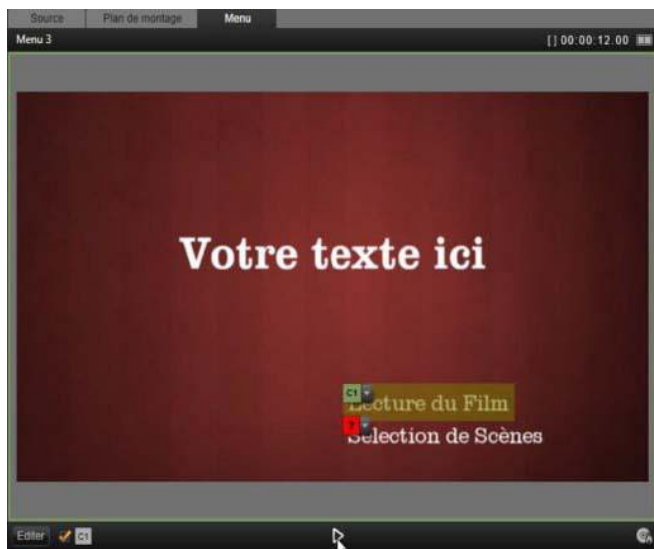 Source Plan de montage Menu
Menu 3 [] 00:00:12.00
Votre texte ici
C1
Lecture du Film
?
Sélection de Scènes
Editer C1